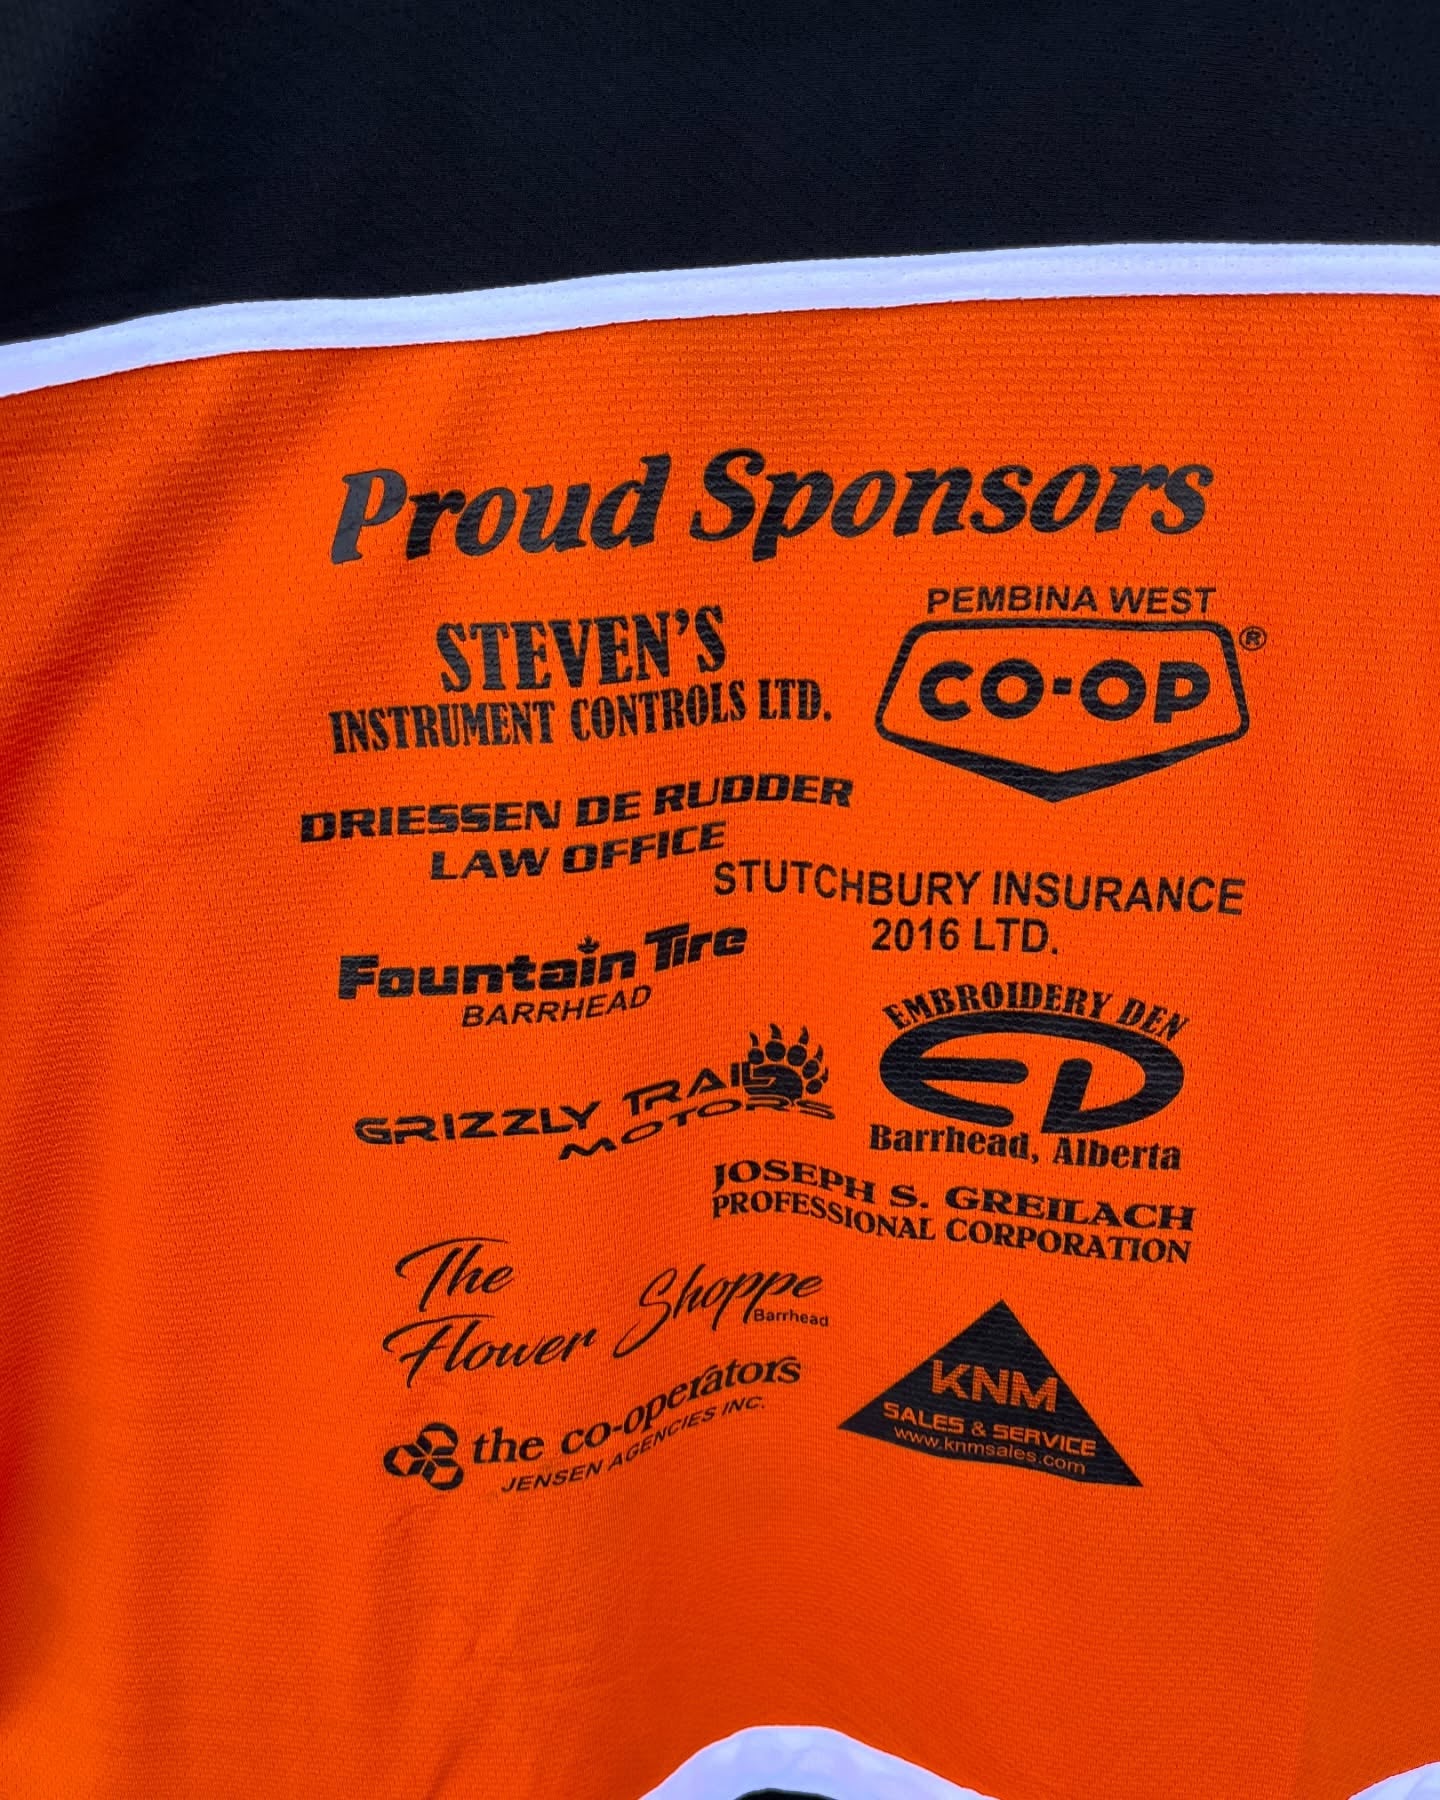 Proud Sponsors
STEVEN'S
INSTRUMENT CONTROLS LTD.
PEMBINA WEST
CO-OP®
DRIESSEN DE RUDDER
LAW OFFICE
STUTCHBURY INSURANCE
2016 LTD.
Fountain Tire
BARRHEAD
EMBROIDERY DEN
ED
Barrhead, Alberta
GRIZZLY TRAIL
MOTORS
JOSEPH S. GREILACH
PROFESSIONAL CORPORATION
The
Flower Shoppe
Barrhead
the co-operators
JENSEN AGENCIES INC.
KNM
SALES & SERVICE
www.knmsales.com